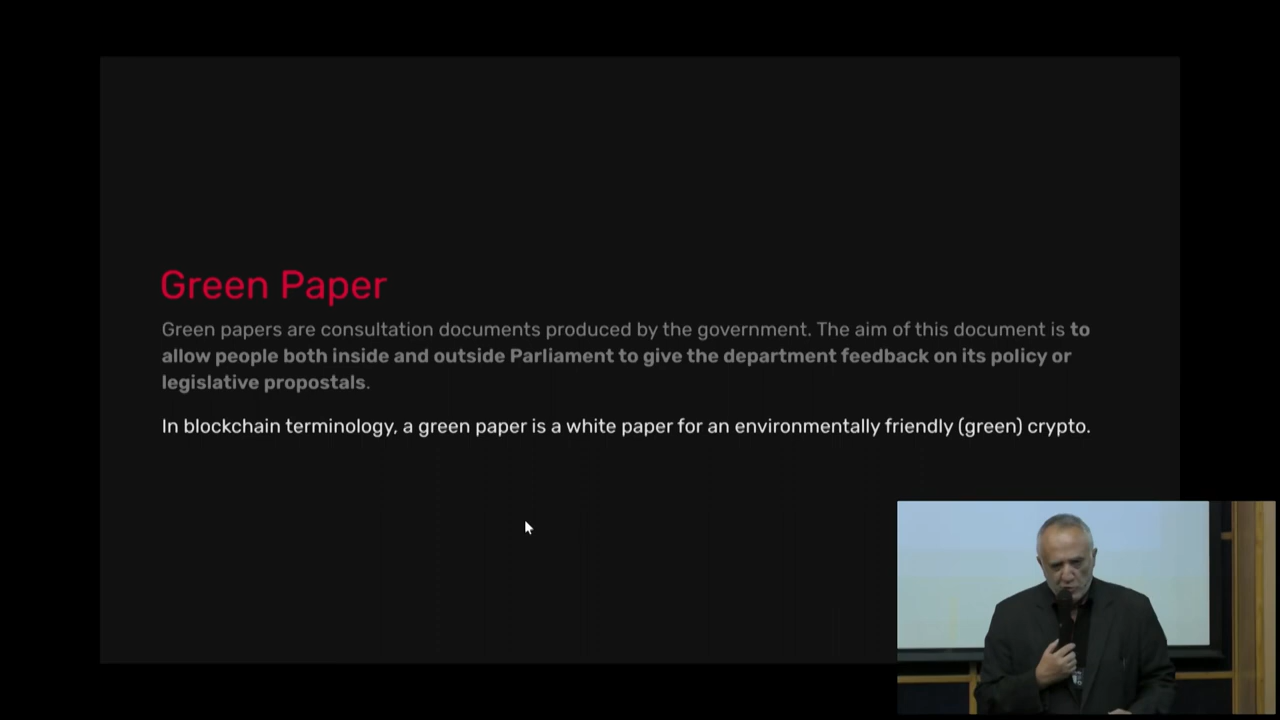 Green Paper
Green papers are consultation documents produced by the government. The aim of this document is to
allow people both inside and outside Parliament to give the department feedback on its policy or
legislative propostals.
In blockchain terminology, a green paper is a white paper for an environmentally friendly (green) crypto.